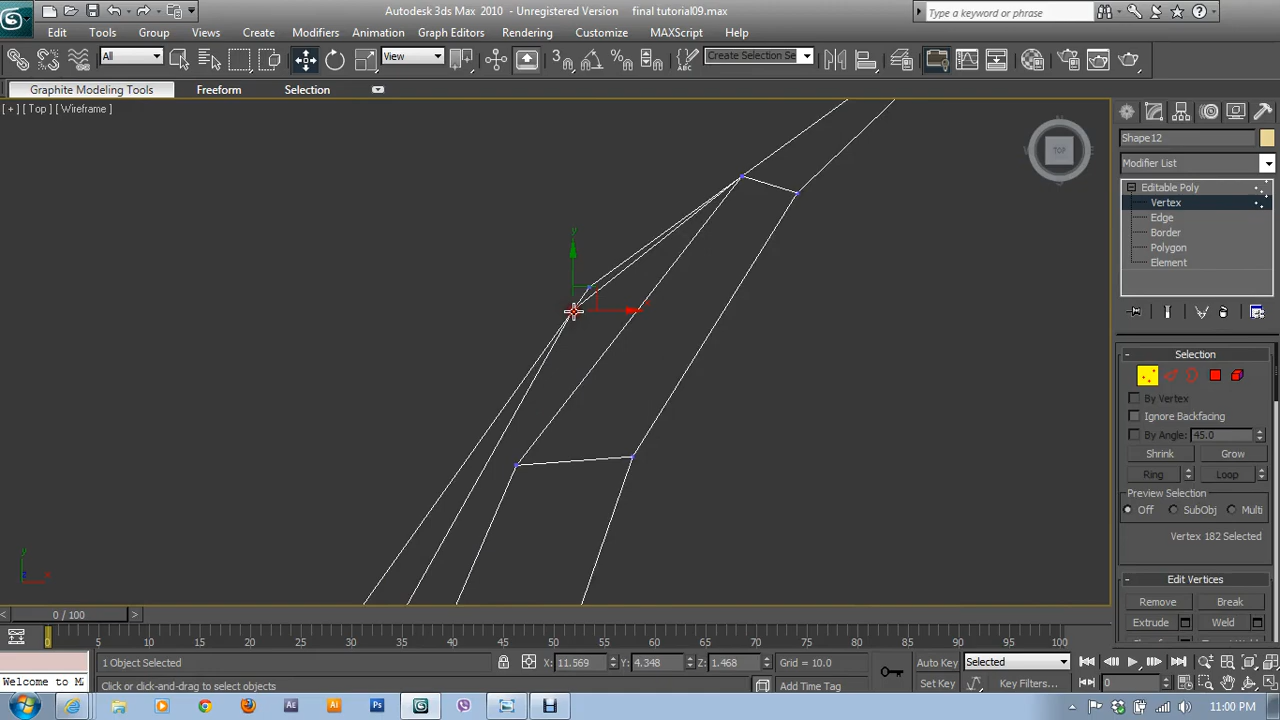 Autodesk 3ds Max 2010 - Unregistered Version final tutorial09.max
Type a keyword or phrase
Edit Tools Group Views Create Modifiers Animation Graph Editors Rendering Customize MAXScript Help
All View Create Selection Se
Graphite Modeling Tools Freeform Selection
[ + ] [ Top ] [ Wireframe ]
TOP
y
x
Shape12
Modifier List
Editable Poly
Vertex
Edge
Border
Polygon
Element
Selection
By Vertex
Ignore Backfacing
By Angle: 45.0
Shrink Grow
Ring Loop
Preview Selection
Off SubObj Multi
Vertex 182 Selected
Edit Vertices
Remove Break
Extrude Weld
0 / 100
0 5 10 15 20 25 30 35 40 45 50 55 60 65 70 75 80 85 90 95 100
1 Object Selected X: 11.569 Y: 4.348 Z: 1.468 Grid = 10.0 Auto Key Selected
Welcome to M Click or click-and-drag to select objects Add Time Tag Set Key Key Filters... 0
11:00 PM